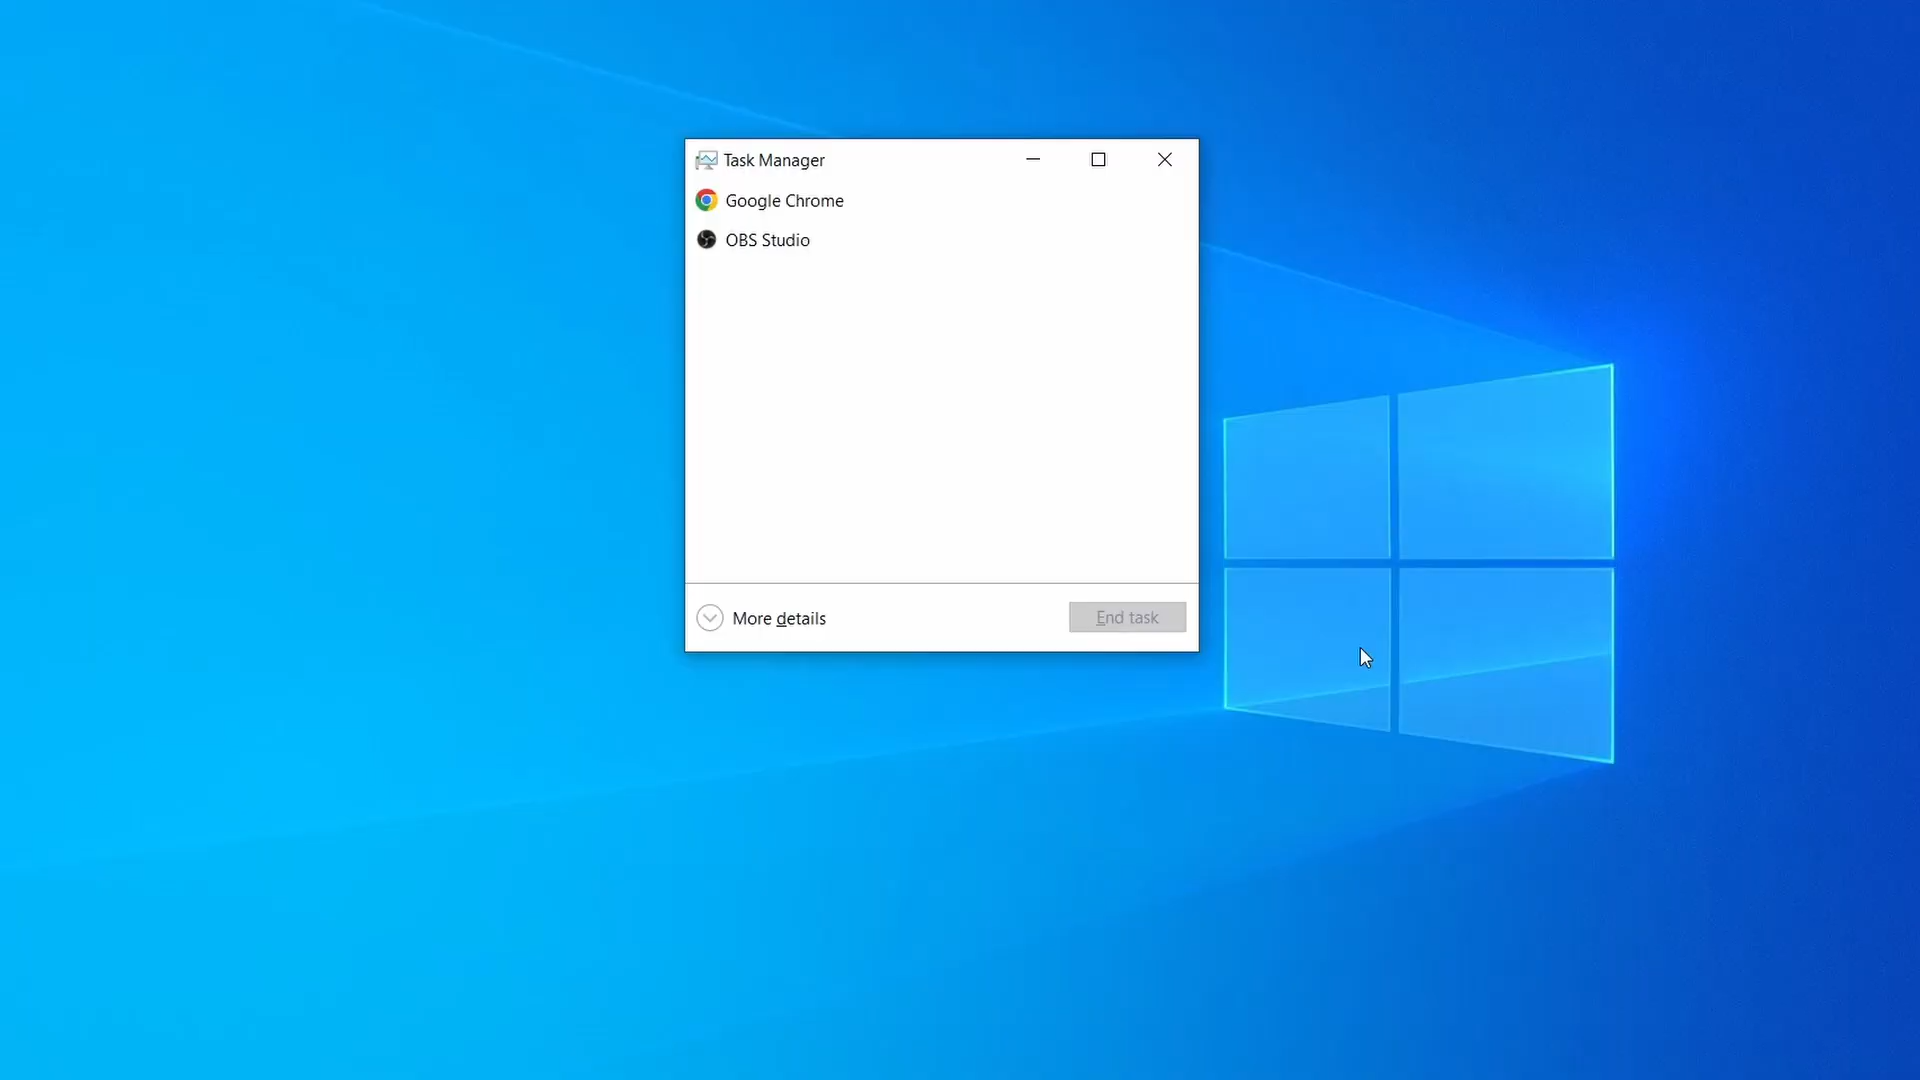 Task Manager
Google Chrome
OBS Studio
More details
End task